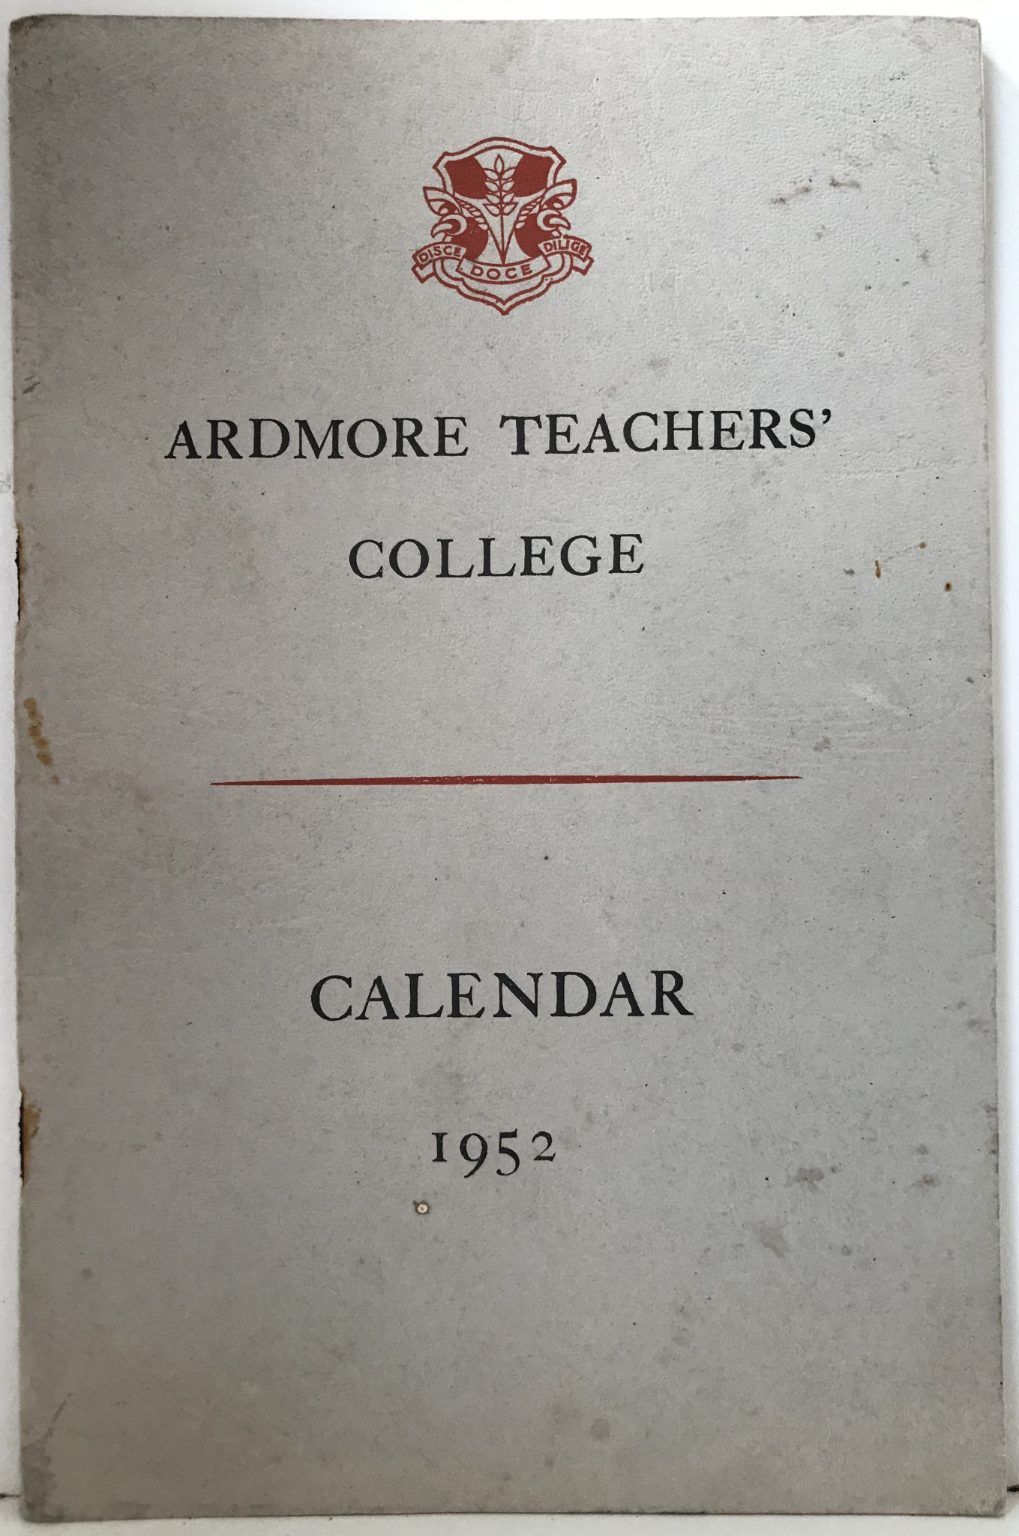 DISCE DOCE DILIGE
ARDMORE TEACHERS’
COLLEGE
CALENDAR
1952